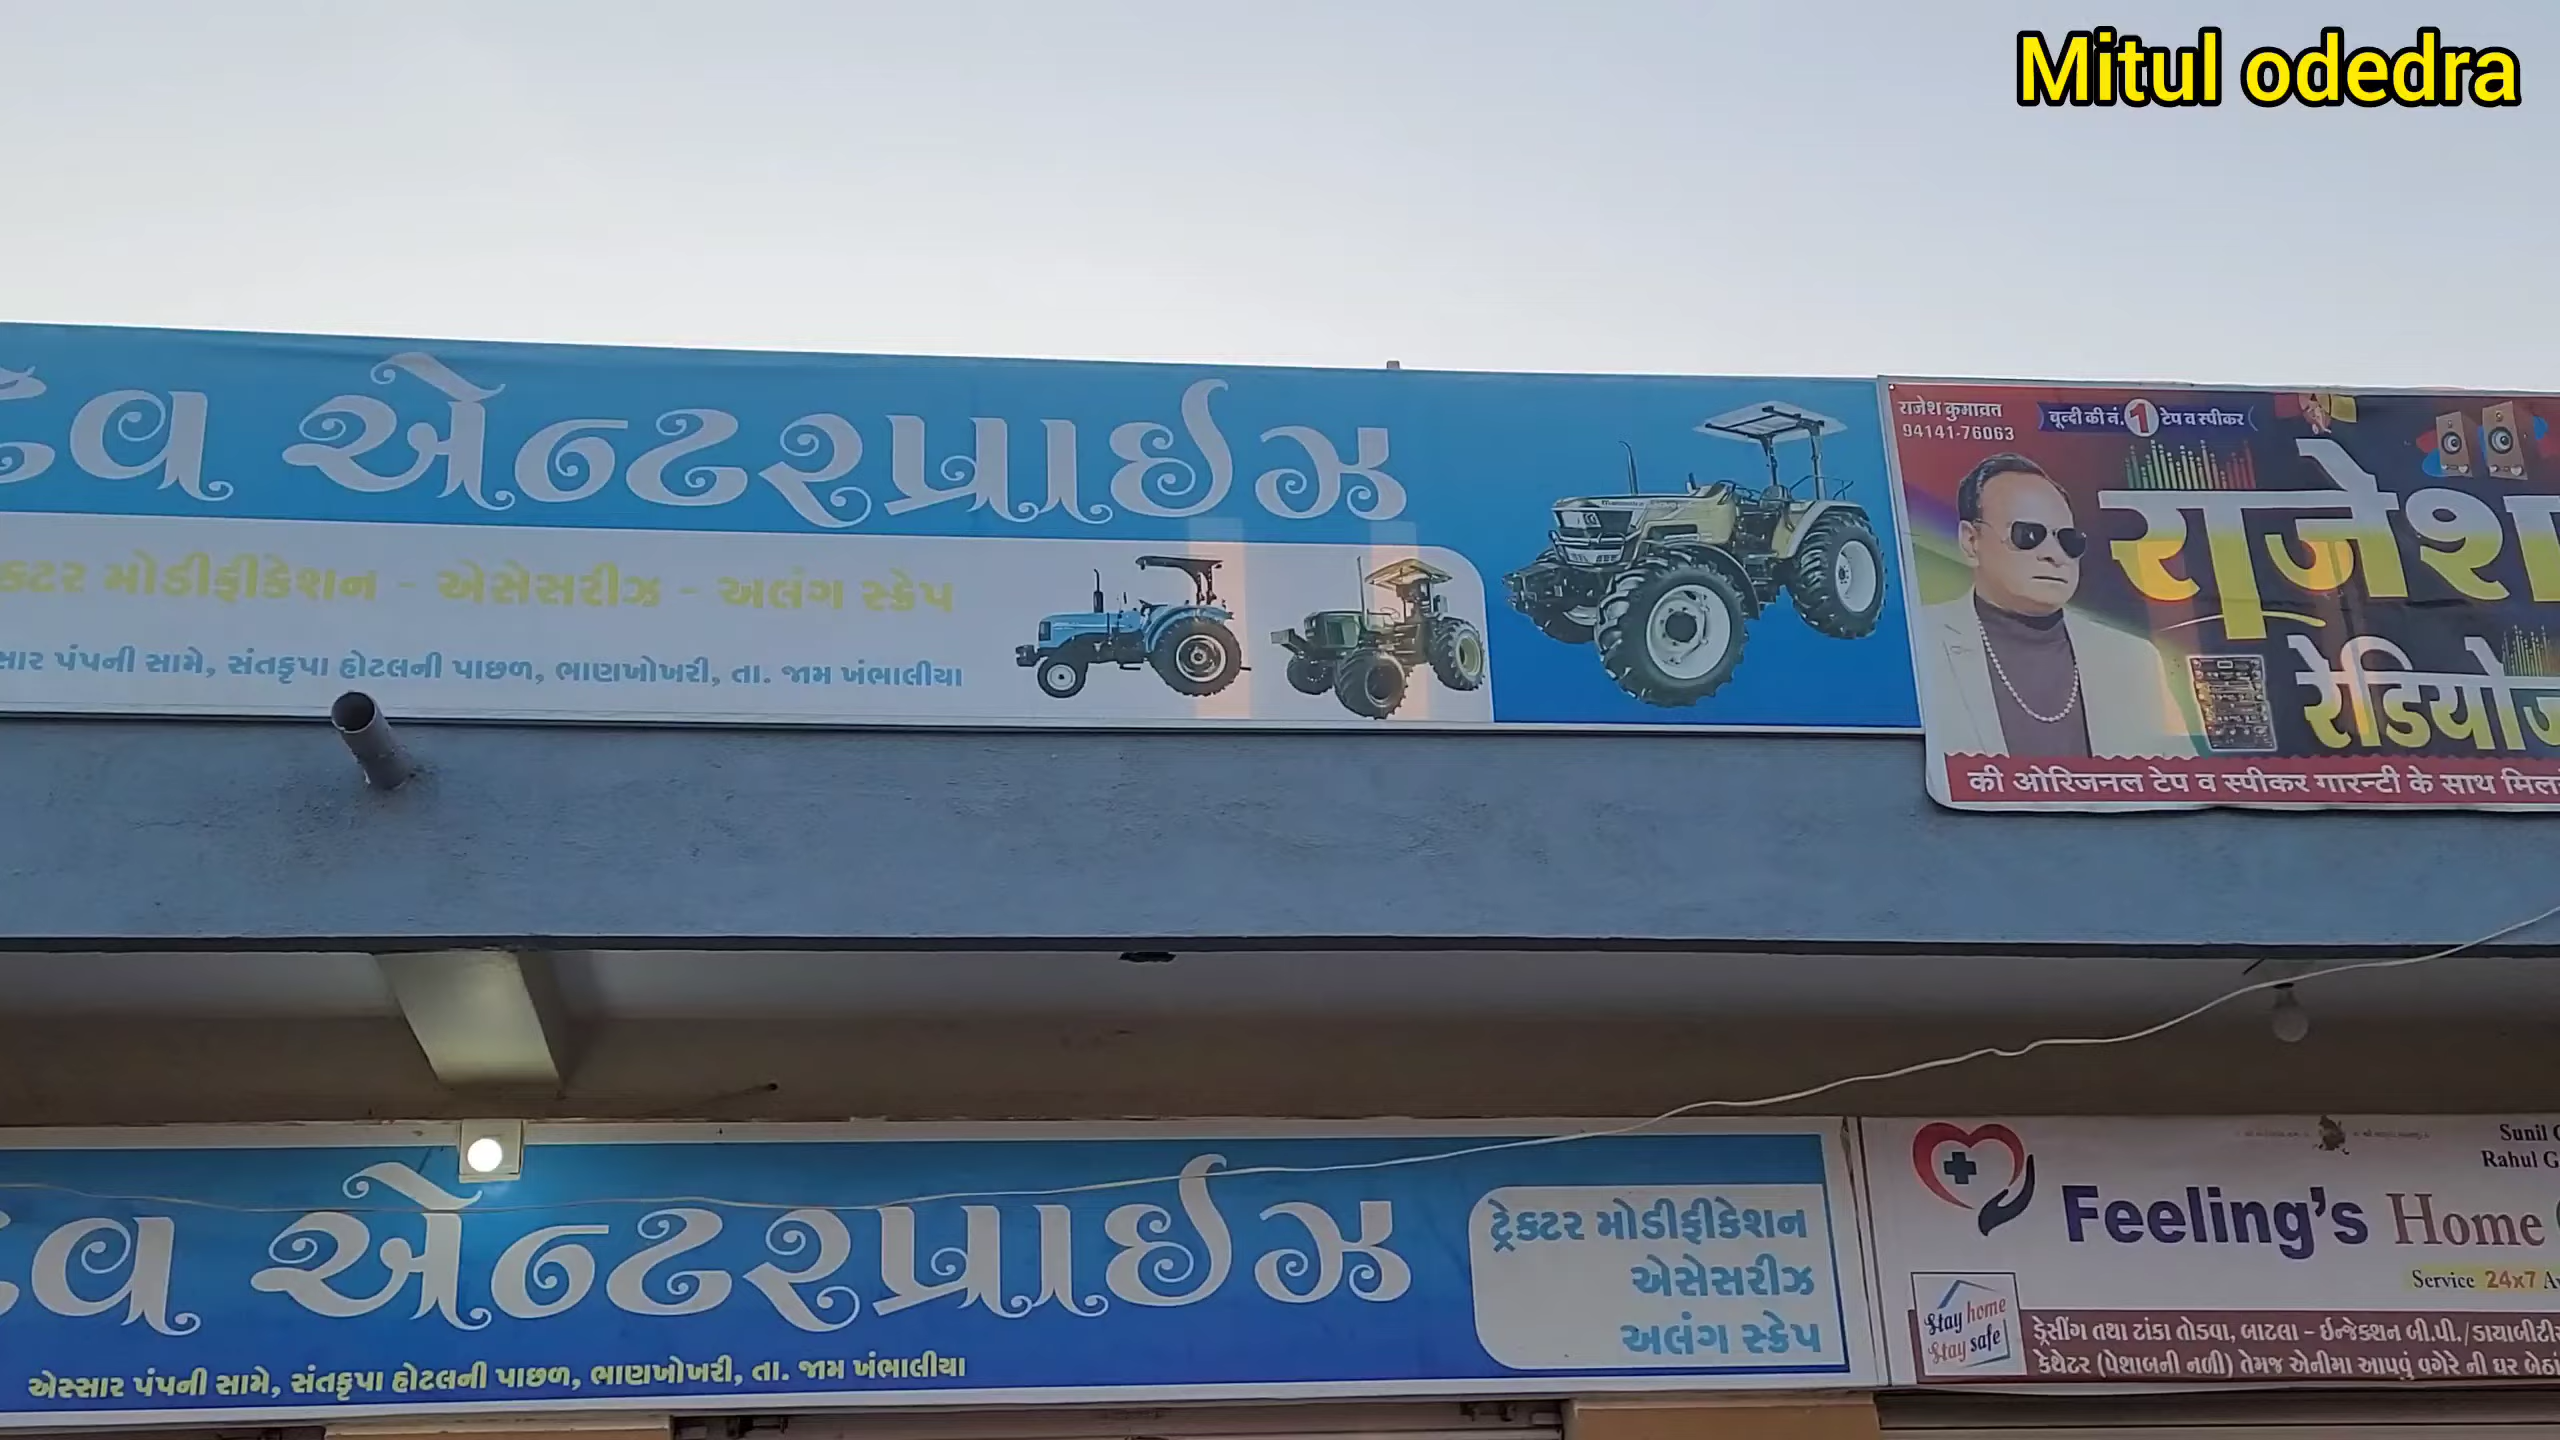 Mitul odedra
એન્ટરપ્રાઈઝ
મોડીફીકેશન - એસેસરીઝ - અલંગ સ્ક્રેપ
પંપની સામે, સંતકૃપા હોટલની પાછળ, ભાણખોખરી, તા. જામ ખંભાલીયા
राजेश कुमावत
94141-76063
बून्दी की नं. 1 टेप व स्पीकर
राजेश
की ओरिजनल टेप व स्पीकर गारन्टी के साथ
એન્ટરપ્રાઈઝ
એસ્સાર પંપની સામે, સંતકૃપા હોટલની પાછળ, ભાણખોખરી, તા. જામ ખંભાલીયા
ટ્રેક્ટર મોડીફીકેશન
એસેસરીઝ
અલંગ સ્ક્રેપ
Sunil
Rahul
Feeling's Home
Service 24x7
Stay home
Stay safe
ડ્રેસીંગ તથા ટાંકા તોડવા, બાટલા - ઈન્જેક્શન બી.પી./ડાયાબીટી
કેથેટર (પેશાબની નળી) તેમજ એનીમા આપવું વગેરે ની ઘર બેઠાં